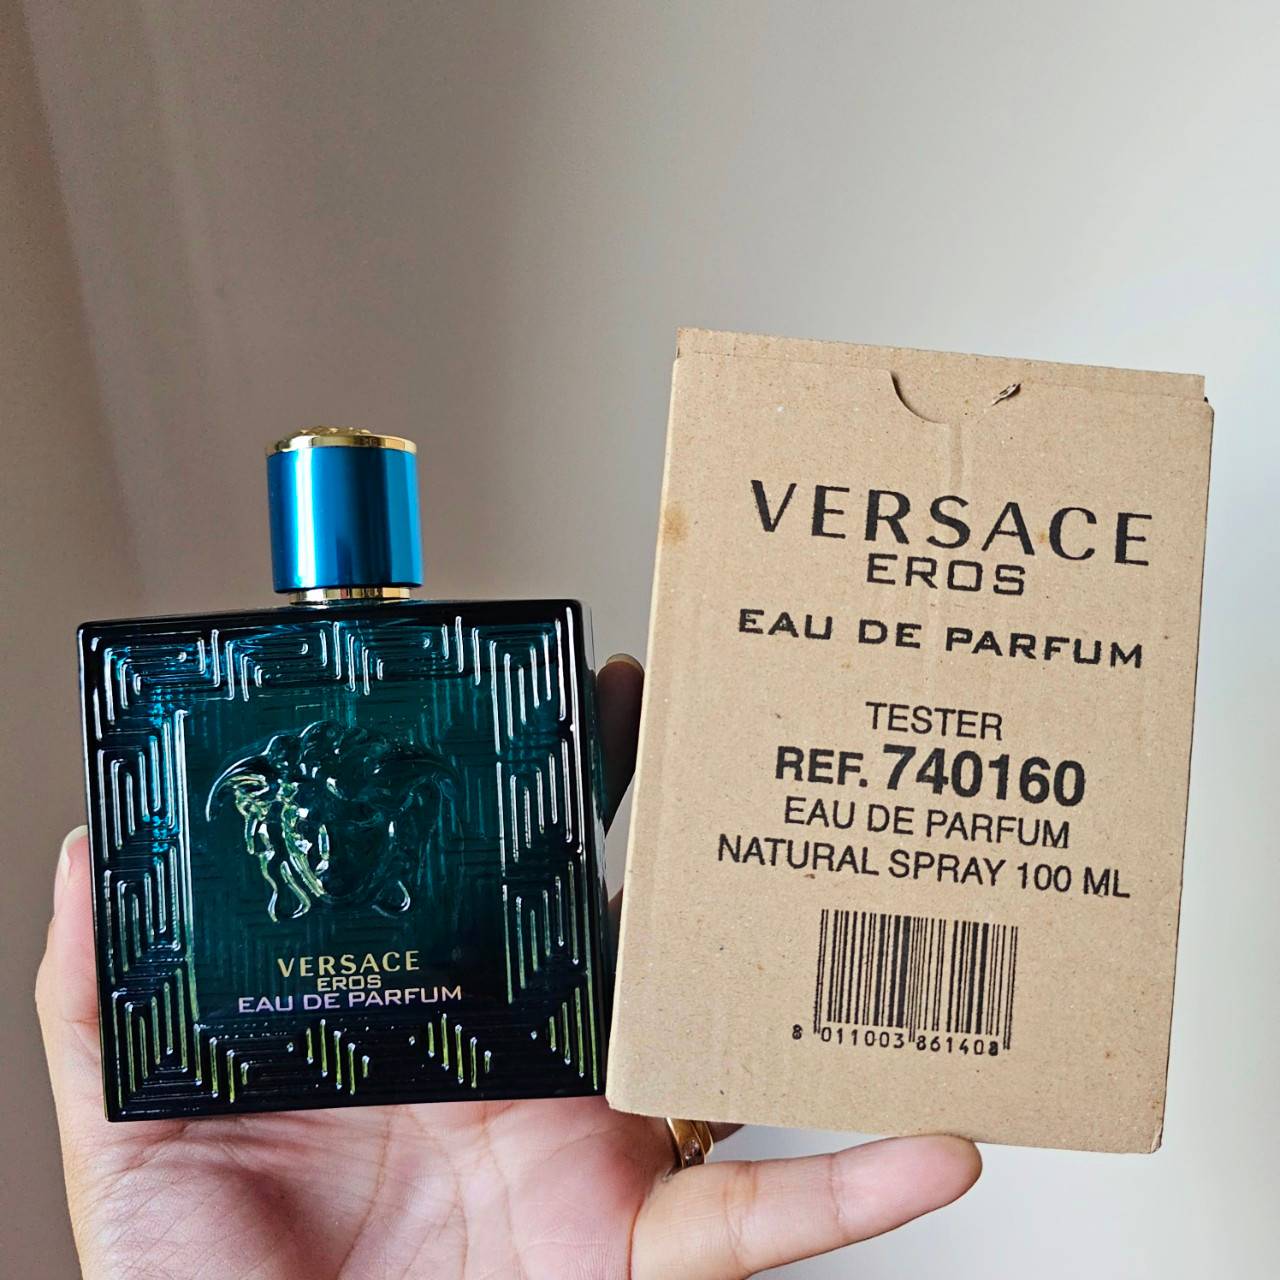 VERSACE
EROS
EAU DE PARFUM
VERSACE
EROS
EAU DE PARFUM
TESTER
REF. 740160
EAU DE PARFUM
NATURAL SPRAY 100 ML
8 011003 861408